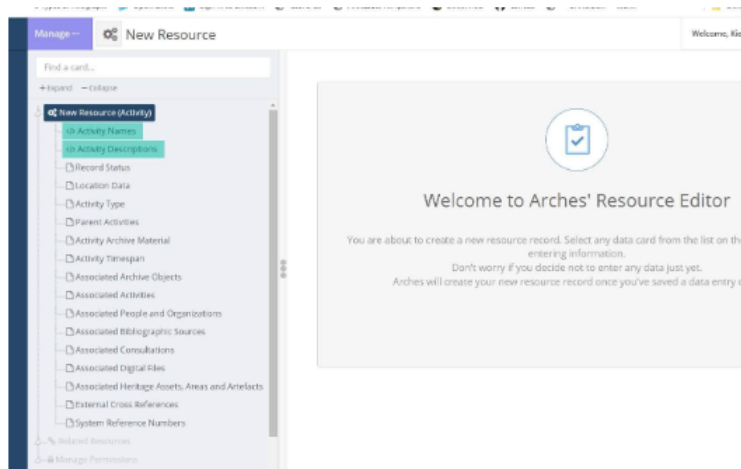 Manage
New Resource
Welcome, Kie
Find a card...
+Expand −Collapse
New Resource (Activity)
Activity Names
Activity Descriptions
Record Status
Location Data
Activity Type
Parent Activities
Activity Archive Material
Activity Timespan
Associated Archive Objects
Associated Activities
Associated People and Organizations
Associated Bibliographic Sources
Associated Consultations
Associated Digital Files
Associated Heritage Assets, Areas and Artefacts
External Cross References
System Reference Numbers
Related Resources
Manage Permissions
Welcome to Arches' Resource Editor
You are about to create a new resource record. Select any data card from the list on the
entering information.
Don't worry if you decide not to enter any data just yet.
Arches will create your new resource record once you've saved a data entry